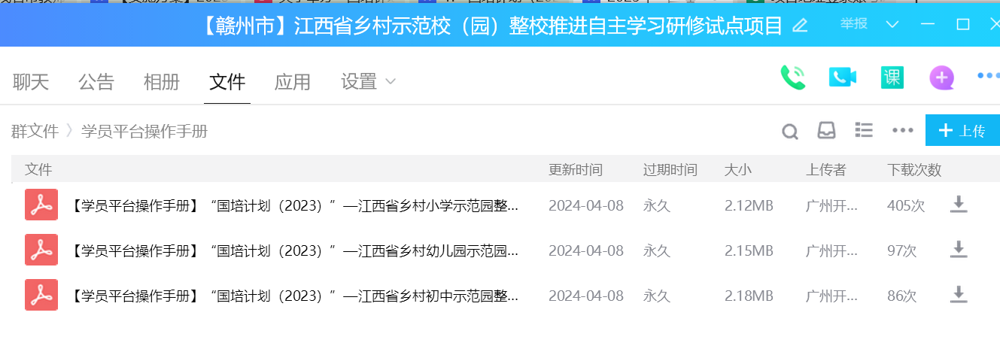 【赣州市】江西省乡村示范校（园）整校推进自主学习研修试点项目 举报
聊天 公告 相册 文件 应用 设置 课
群文件 学员平台操作手册 上传
文件 更新时间 过期时间 大小 上传者 下载次数
【学员平台操作手册】“国培计划（2023）”—江西省乡村小学示范园整... 2024-04-08 永久 2.12MB 广州开... 405次
【学员平台操作手册】“国培计划（2023）”—江西省乡村幼儿园示范园... 2024-04-08 永久 2.15MB 广州开... 97次
【学员平台操作手册】“国培计划（2023）”—江西省乡村初中示范园整... 2024-04-08 永久 2.18MB 广州开... 86次